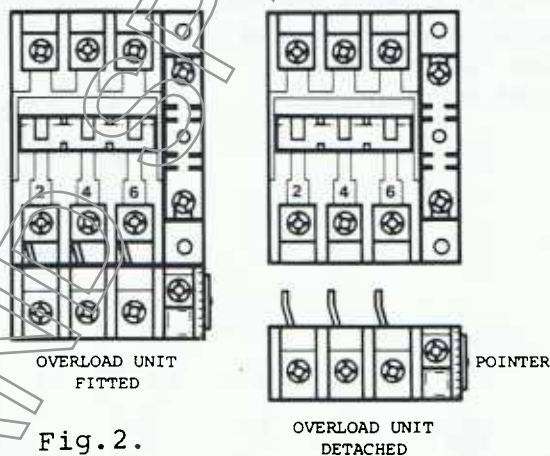 2 4 6
2 4 6
OVERLOAD UNIT
FITTED
POINTER
OVERLOAD UNIT
DETACHED
Fig.2.